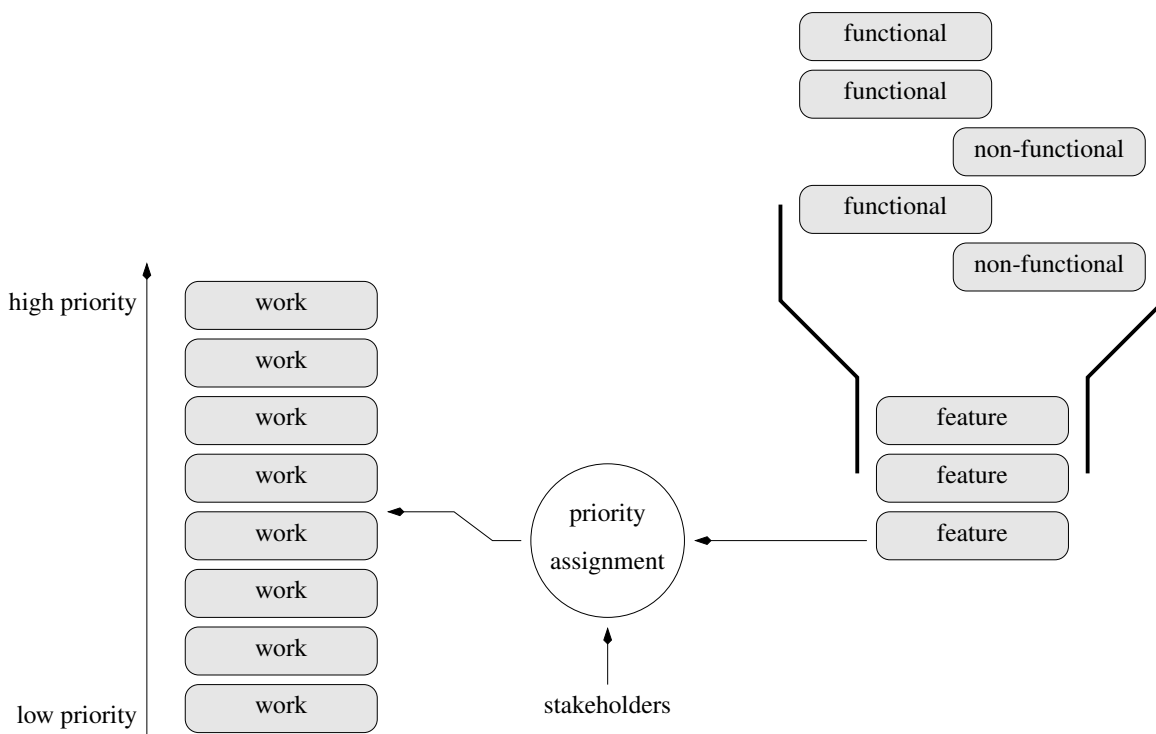 functional
functional
non-functional
functional
non-functional
high priority
work
work
work
work
work
work
work
work
low priority
priority
assignment
stakeholders
feature
feature
feature